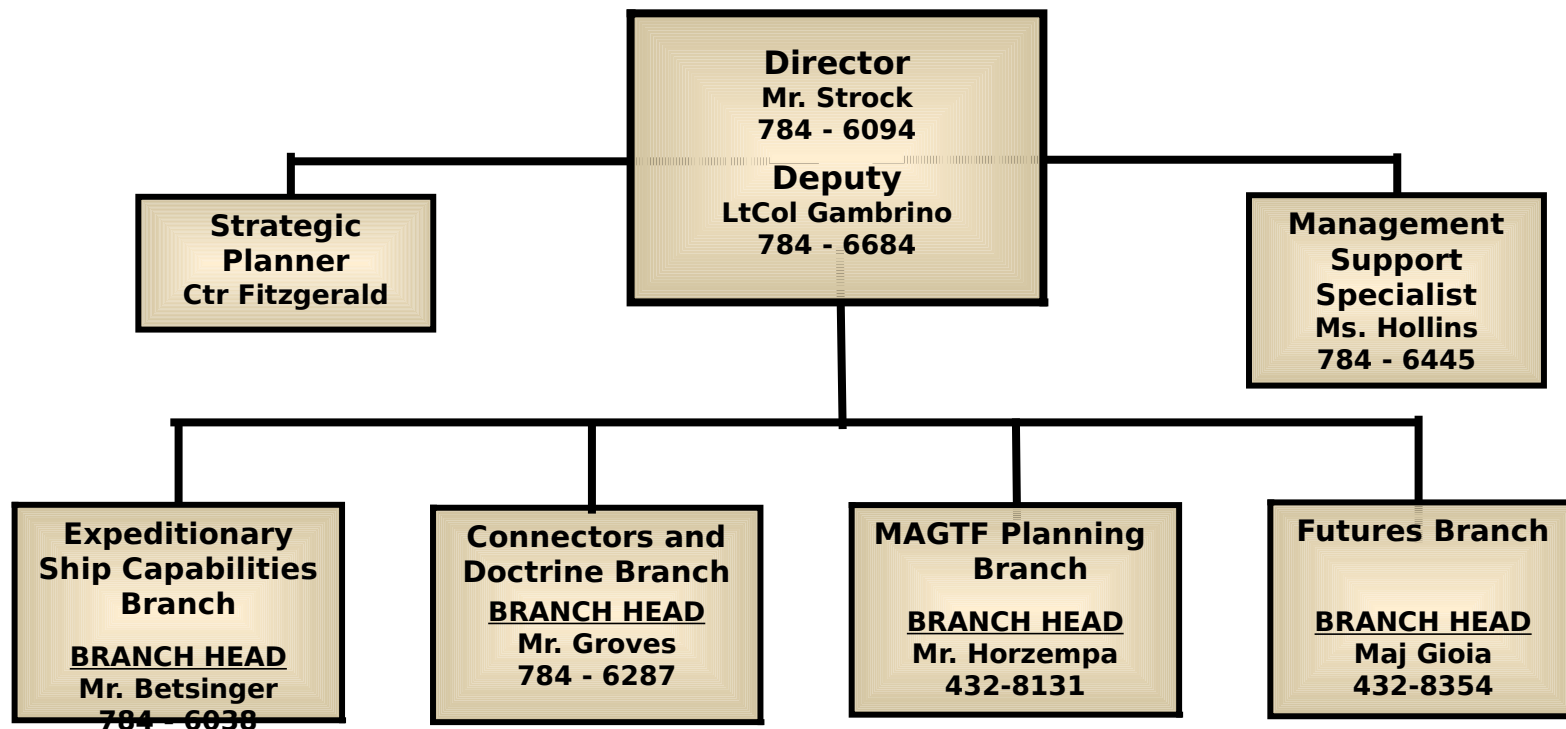 Director
Mr. Strock
784 - 6094
Deputy
LtCol Gambrino
784 - 6684
Strategic
Planner
Ctr Fitzgerald
Management
Support
Specialist
Ms. Hollins
784 - 6445
Expeditionary
Ship Capabilities
Branch
BRANCH HEAD
Mr. Betsinger
784 - 6038
Connectors and
Doctrine Branch
BRANCH HEAD
Mr. Groves
784 - 6287
MAGTF Planning
Branch
BRANCH HEAD
Mr. Horzempa
432-8131
Futures Branch
BRANCH HEAD
Maj Gioia
432-8354